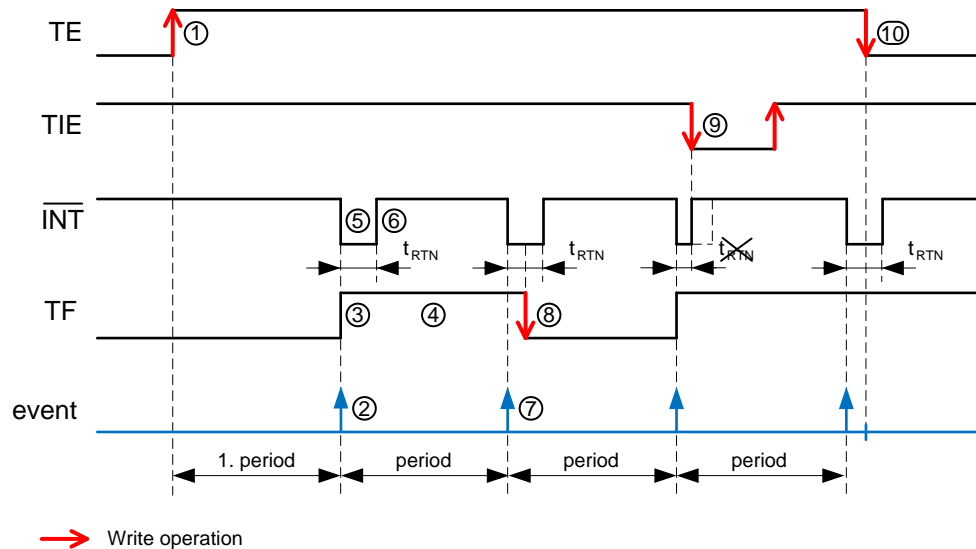 TE ① ⑩
TIE ⑨
INT ⑤ ⑥
tRTN tRTN tRTN tRTN
TF ③ ④ ⑧
event ② ⑦
1. period period period period
Write operation